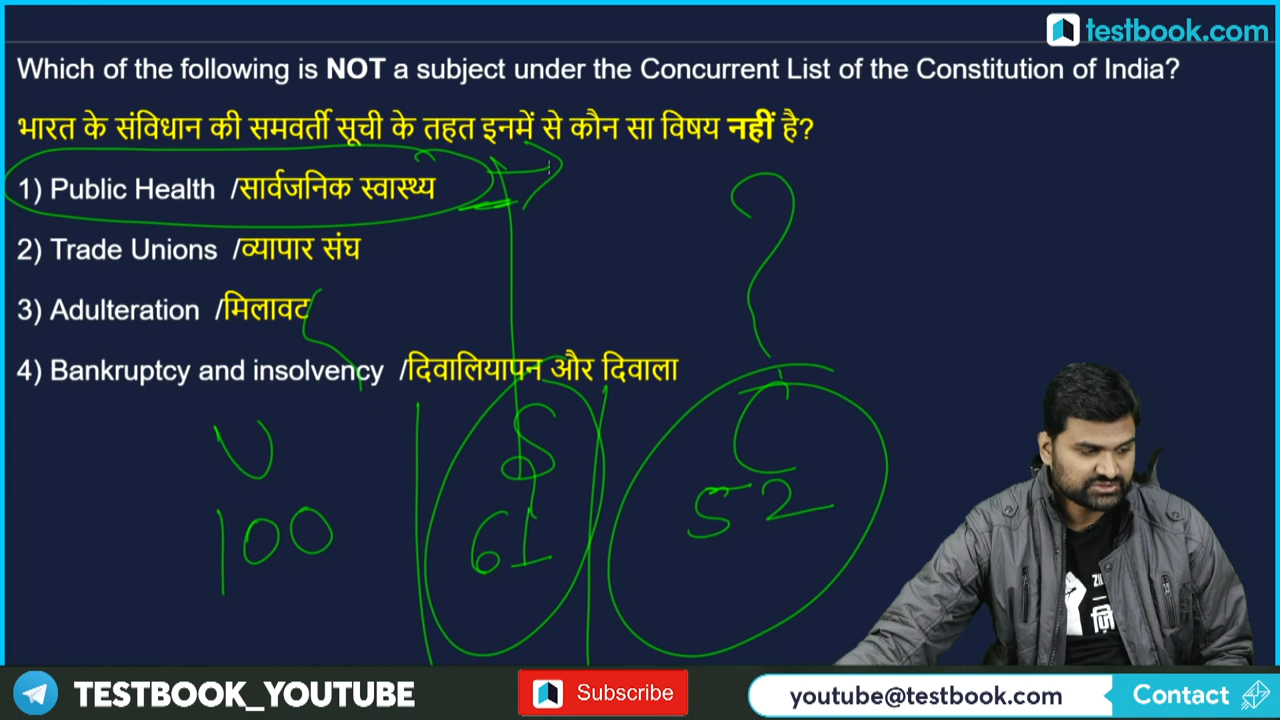 testbook.com
Which of the following is NOT a subject under the Concurrent List of the Constitution of India?
भारत के संविधान की समवर्ती सूची के तहत इनमें से कौन सा विषय नहीं है?
1) Public Health /सार्वजनिक स्वास्थ्य
2) Trade Unions /व्यापार संघ
3) Adulteration /मिलावट
4) Bankruptcy and insolvency /दिवालियापन और दिवाला
U S C
100 61 52
TESTBOOK_YOUTUBE
Subscribe
youtube@testbook.com
Contact